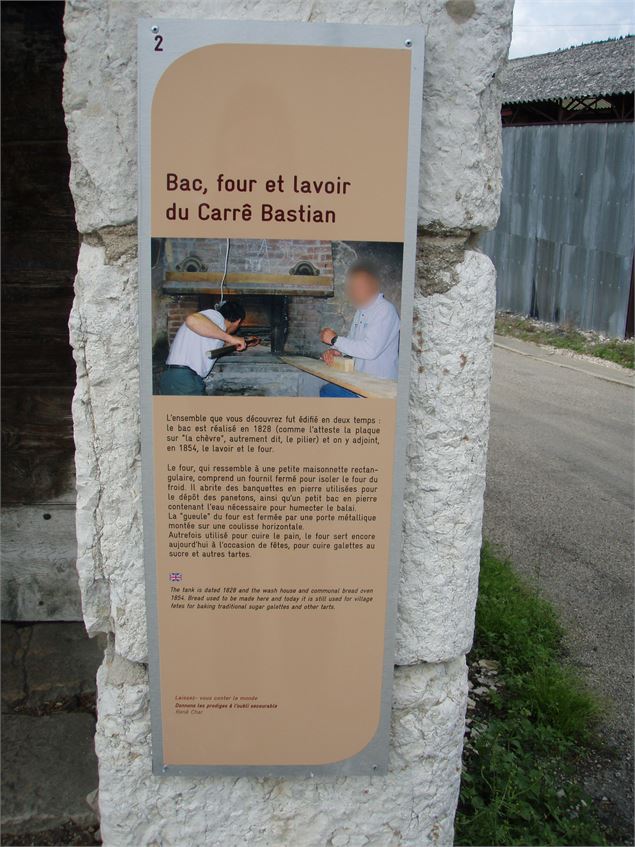 2
Bac, four et lavoir
du Carrê Bastian
L'ensemble que vous découvrez fut édifié en deux temps :
le bac est réalisé en 1828 (comme l'atteste la plaque
sur "la chèvre", autrement dit, le pilier) et on y adjoint,
en 1854, le lavoir et le four.
Le four, qui ressemble à une petite maisonnette rectan-
gulaire, comprend un fournil fermé pour isoler le four du
froid. Il abrite des banquettes en pierre utilisées pour
le dépôt des panetons, ainsi qu'un petit bac en pierre
contenant l'eau nécessaire pour humecter le balai.
La "gueule" du four est fermée par une porte métallique
montée sur une coulisse horizontale.
Autrefois utilisé pour cuire le pain, le four sert encore
aujourd'hui à l'occasion de fêtes, pour cuire galettes au
sucre et autres tartes.
The tank is dated 1828 and the wash house and communal bread oven
1854. Bread used to be made here and today it is still used for village
fetes for baking traditional sugar galettes and other tarts.
Laissez- vous conter le monde
Donnons les prodiges à l'oubli secourable
René Char